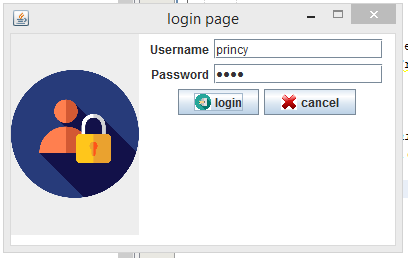 login page
Username princy
Password ••••
login cancel